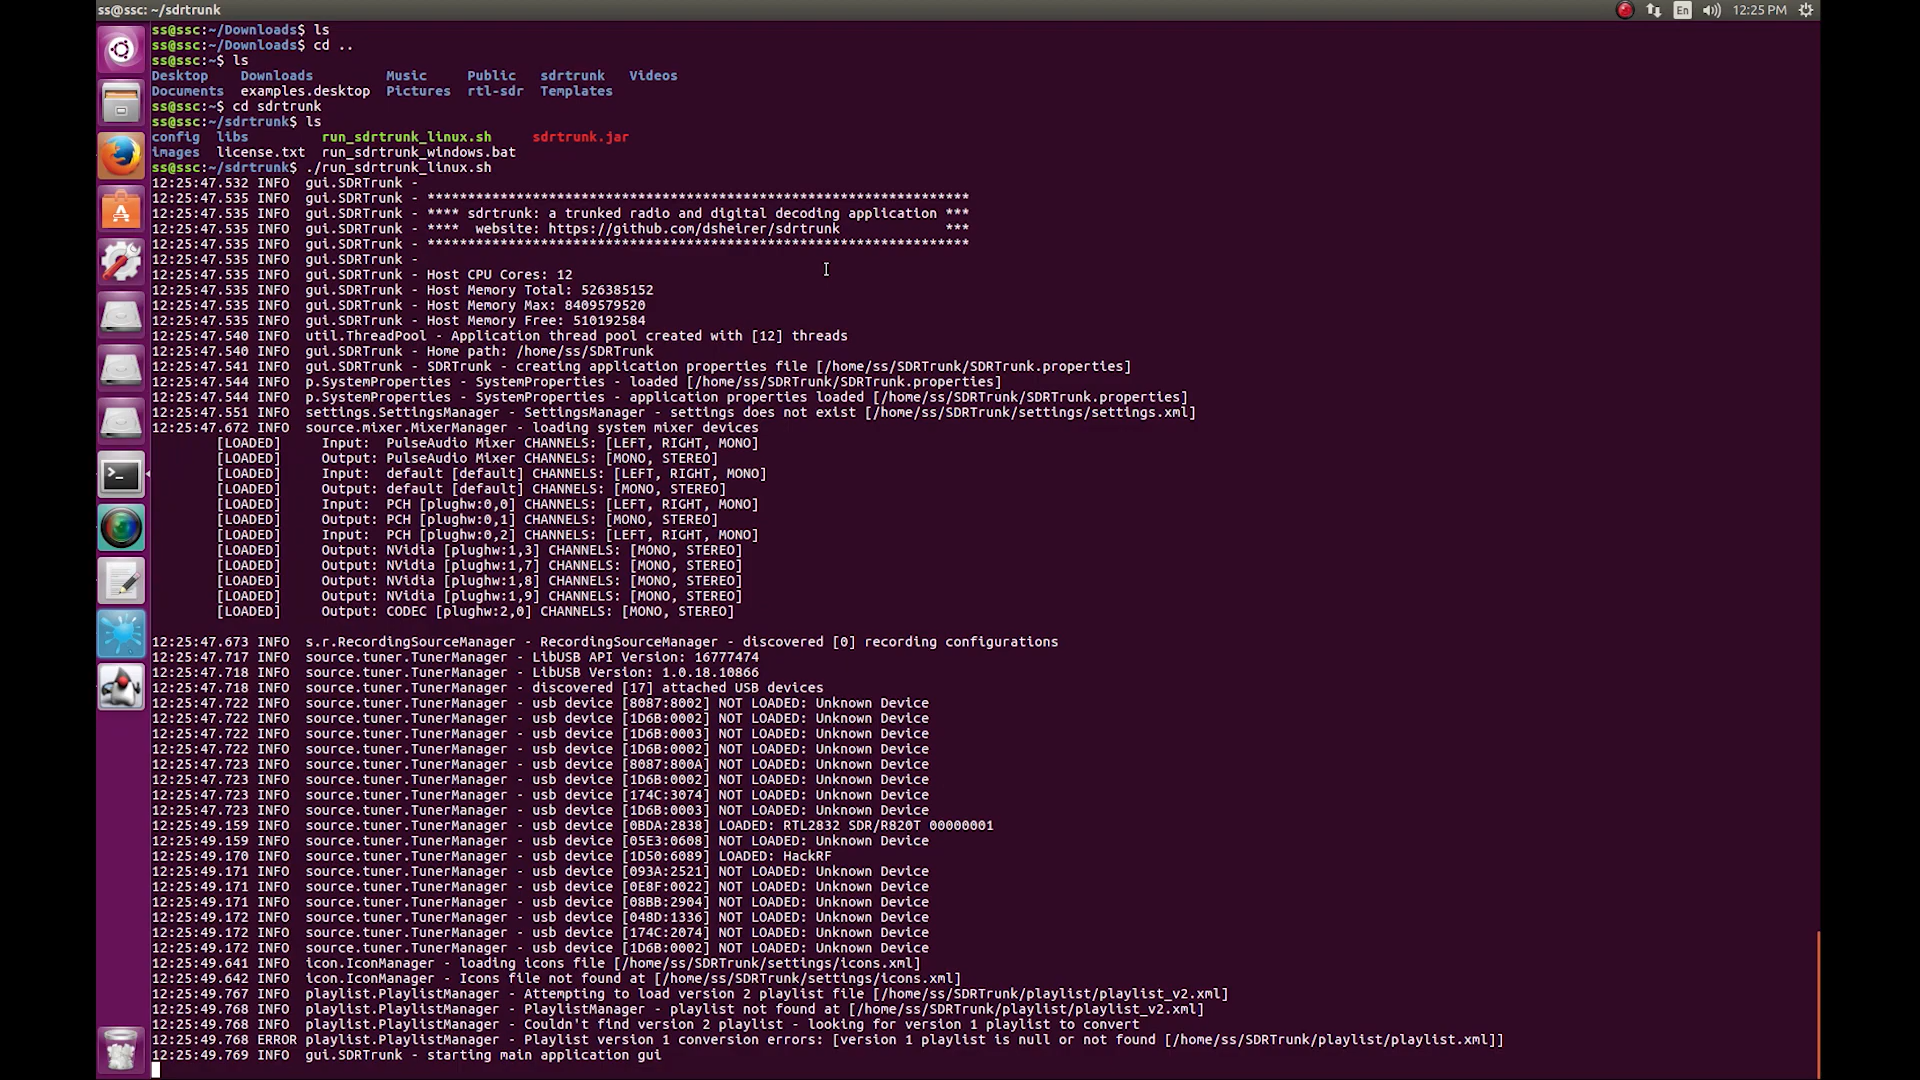 ss@ssc: ~/sdrtrunk
En
12:25 PM
ss@ssc:~/Downloads$ ls
ss@ssc:~/Downloads$ cd ..
ss@ssc:~$ ls
Desktop Downloads Music Public sdrtrunk Videos
Documents examples.desktop Pictures rtl-sdr Templates
ss@ssc:~$ cd sdrtrunk
ss@ssc:~/sdrtrunk$ ls
config libs run_sdrtrunk_linux.sh sdrtrunk.jar
images license.txt run_sdrtrunk_windows.bat
ss@ssc:~/sdrtrunk$ ./run_sdrtrunk_linux.sh
12:25:47.532 INFO gui.SDRTrunk -
12:25:47.535 INFO gui.SDRTrunk - *******************************************************************
12:25:47.535 INFO gui.SDRTrunk - **** sdrtrunk: a trunked radio and digital decoding application ***
12:25:47.535 INFO gui.SDRTrunk - **** website: https://github.com/dsheirer/sdrtrunk ***
12:25:47.535 INFO gui.SDRTrunk - *******************************************************************
12:25:47.535 INFO gui.SDRTrunk -
12:25:47.535 INFO gui.SDRTrunk - Host CPU Cores: 12
12:25:47.535 INFO gui.SDRTrunk - Host Memory Total: 526385152
12:25:47.535 INFO gui.SDRTrunk - Host Memory Max: 8409579520
12:25:47.535 INFO gui.SDRTrunk - Host Memory Free: 510192584
12:25:47.540 INFO util.ThreadPool - Application thread pool created with [12] threads
12:25:47.540 INFO gui.SDRTrunk - Home path: /home/ss/SDRTrunk
12:25:47.541 INFO gui.SDRTrunk - SDRTrunk - creating application properties file [/home/ss/SDRTrunk/SDRTrunk.properties]
12:25:47.544 INFO p.SystemProperties - SystemProperties - loaded [/home/ss/SDRTrunk/SDRTrunk.properties]
12:25:47.544 INFO p.SystemProperties - SystemProperties - application properties loaded [/home/ss/SDRTrunk/SDRTrunk.properties]
12:25:47.551 INFO settings.SettingsManager - SettingsManager - settings does not exist [/home/ss/SDRTrunk/settings/settings.xml]
12:25:47.672 INFO source.mixer.MixerManager - loading system mixer devices
[LOADED] Input: PulseAudio Mixer CHANNELS: [LEFT, RIGHT, MONO]
[LOADED] Output: PulseAudio Mixer CHANNELS: [MONO, STEREO]
[LOADED] Input: default [default] CHANNELS: [LEFT, RIGHT, MONO]
[LOADED] Output: default [default] CHANNELS: [MONO, STEREO]
[LOADED] Input: PCH [plughw:0,0] CHANNELS: [LEFT, RIGHT, MONO]
[LOADED] Output: PCH [plughw:0,1] CHANNELS: [MONO, STEREO]
[LOADED] Input: PCH [plughw:0,2] CHANNELS: [LEFT, RIGHT, MONO]
[LOADED] Output: NVidia [plughw:1,3] CHANNELS: [MONO, STEREO]
[LOADED] Output: NVidia [plughw:1,7] CHANNELS: [MONO, STEREO]
[LOADED] Output: NVidia [plughw:1,8] CHANNELS: [MONO, STEREO]
[LOADED] Output: NVidia [plughw:1,9] CHANNELS: [MONO, STEREO]
[LOADED] Output: CODEC [plughw:2,0] CHANNELS: [MONO, STEREO]
12:25:47.673 INFO s.r.RecordingSourceManager - RecordingSourceManager - discovered [0] recording configurations
12:25:47.717 INFO source.tuner.TunerManager - LibUSB API Version: 16777474
12:25:47.718 INFO source.tuner.TunerManager - LibUSB Version: 1.0.18.10866
12:25:47.718 INFO source.tuner.TunerManager - discovered [17] attached USB devices
12:25:47.722 INFO source.tuner.TunerManager - usb device [8087:8002] NOT LOADED: Unknown Device
12:25:47.722 INFO source.tuner.TunerManager - usb device [1D6B:0002] NOT LOADED: Unknown Device
12:25:47.722 INFO source.tuner.TunerManager - usb device [1D6B:0003] NOT LOADED: Unknown Device
12:25:47.722 INFO source.tuner.TunerManager - usb device [1D6B:0002] NOT LOADED: Unknown Device
12:25:47.723 INFO source.tuner.TunerManager - usb device [8087:800A] NOT LOADED: Unknown Device
12:25:47.723 INFO source.tuner.TunerManager - usb device [1D6B:0002] NOT LOADED: Unknown Device
12:25:47.723 INFO source.tuner.TunerManager - usb device [174C:3074] NOT LOADED: Unknown Device
12:25:47.723 INFO source.tuner.TunerManager - usb device [1D6B:0003] NOT LOADED: Unknown Device
12:25:49.159 INFO source.tuner.TunerManager - usb device [0BDA:2838] LOADED: RTL2832 SDR/R820T 00000001
12:25:49.159 INFO source.tuner.TunerManager - usb device [05E3:0608] NOT LOADED: Unknown Device
12:25:49.170 INFO source.tuner.TunerManager - usb device [1D50:6089] LOADED: HackRF
12:25:49.171 INFO source.tuner.TunerManager - usb device [093A:2521] NOT LOADED: Unknown Device
12:25:49.171 INFO source.tuner.TunerManager - usb device [0E8F:0022] NOT LOADED: Unknown Device
12:25:49.171 INFO source.tuner.TunerManager - usb device [08BB:2904] NOT LOADED: Unknown Device
12:25:49.172 INFO source.tuner.TunerManager - usb device [048D:1336] NOT LOADED: Unknown Device
12:25:49.172 INFO source.tuner.TunerManager - usb device [174C:2074] NOT LOADED: Unknown Device
12:25:49.172 INFO source.tuner.TunerManager - usb device [1D6B:0002] NOT LOADED: Unknown Device
12:25:49.641 INFO icon.IconManager - loading icons file [/home/ss/SDRTrunk/settings/icons.xml]
12:25:49.642 INFO icon.IconManager - Icons file not found at [/home/ss/SDRTrunk/settings/icons.xml]
12:25:49.767 INFO playlist.PlaylistManager - Attempting to load version 2 playlist file [/home/ss/SDRTrunk/playlist/playlist_v2.xml]
12:25:49.768 INFO playlist.PlaylistManager - PlaylistManager - playlist not found at [/home/ss/SDRTrunk/playlist/playlist_v2.xml]
12:25:49.768 INFO playlist.PlaylistManager - Couldn't find version 2 playlist - looking for version 1 playlist to convert
12:25:49.768 ERROR playlist.PlaylistManager - Playlist version 1 conversion errors: [version 1 playlist is null or not found [/home/ss/SDRTrunk/playlist/playlist.xml]]
12:25:49.769 INFO gui.SDRTrunk - starting main application gui